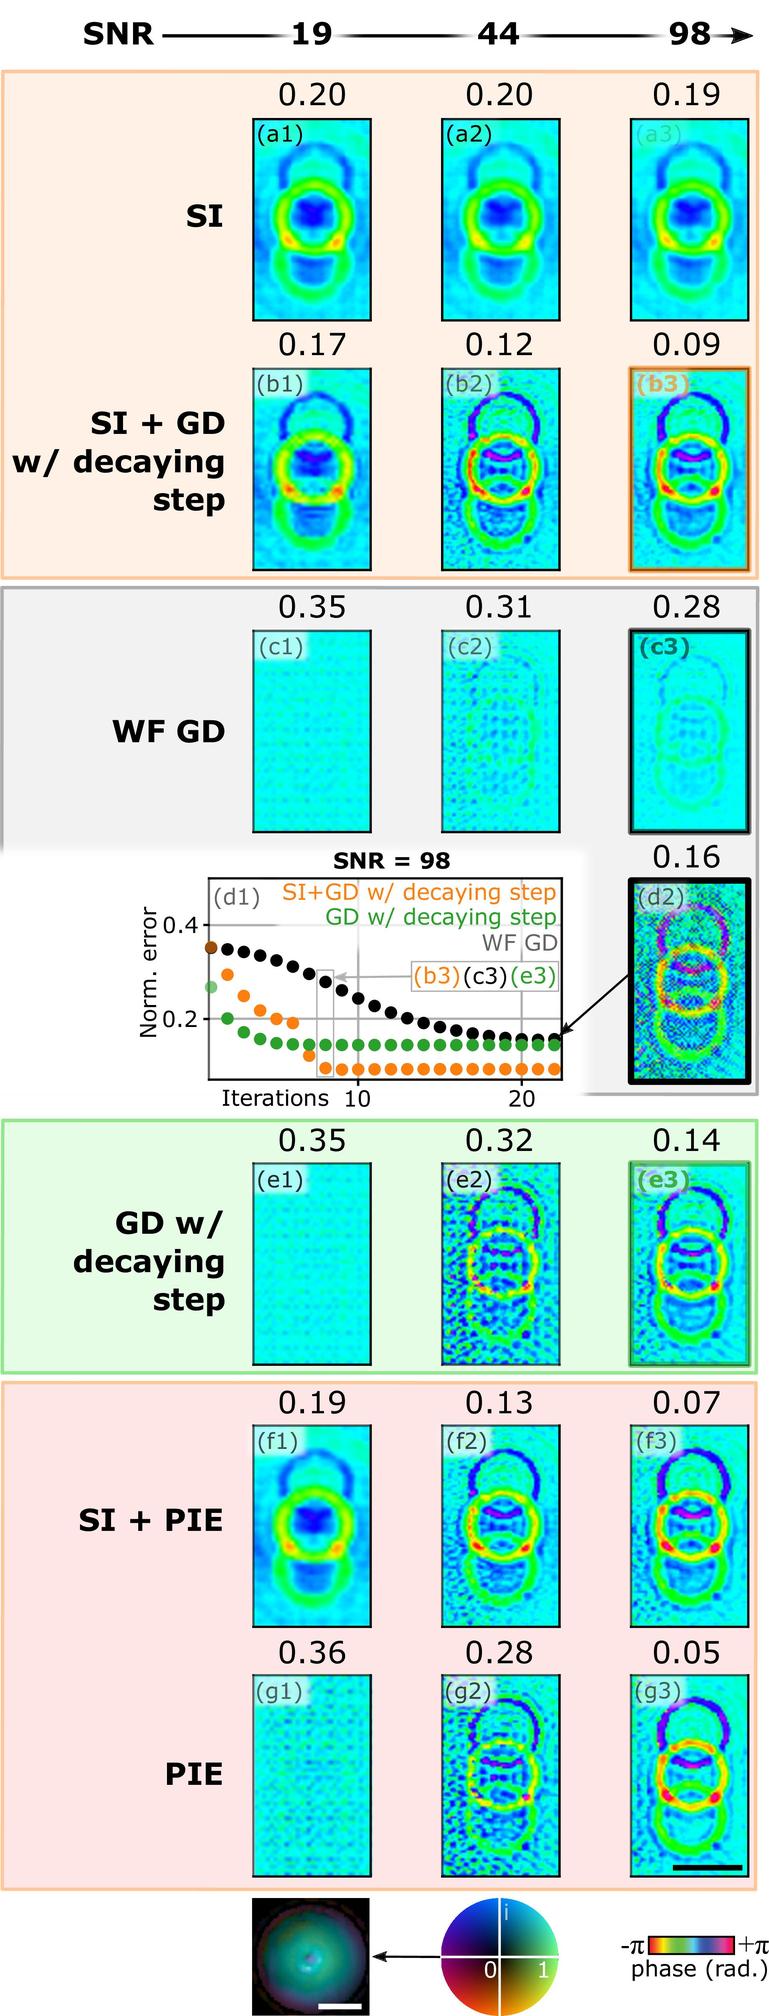 SNR 19 44 98
0.20 0.20 0.19
(a1) (a2) (a3)
SI
0.17 0.12 0.09
(b1) (b2) (b3)
SI + GD
w/ decaying
step
0.35 0.31 0.28
(c1) (c2) (c3)
WF GD
0.16
(d2)
SNR = 98
(d1)
SI+GD w/ decaying step
GD w/ decaying step
WF GD
(b3)(c3)(e3)
Norm. error
0.4
0.2
Iterations 10 20
0.35 0.32 0.14
(e1) (e2) (e3)
GD w/
decaying
step
0.19 0.13 0.07
(f1) (f2) (f3)
SI + PIE
0.36 0.28 0.05
(g1) (g2) (g3)
PIE
i
0 1
-π +π
phase (rad.)